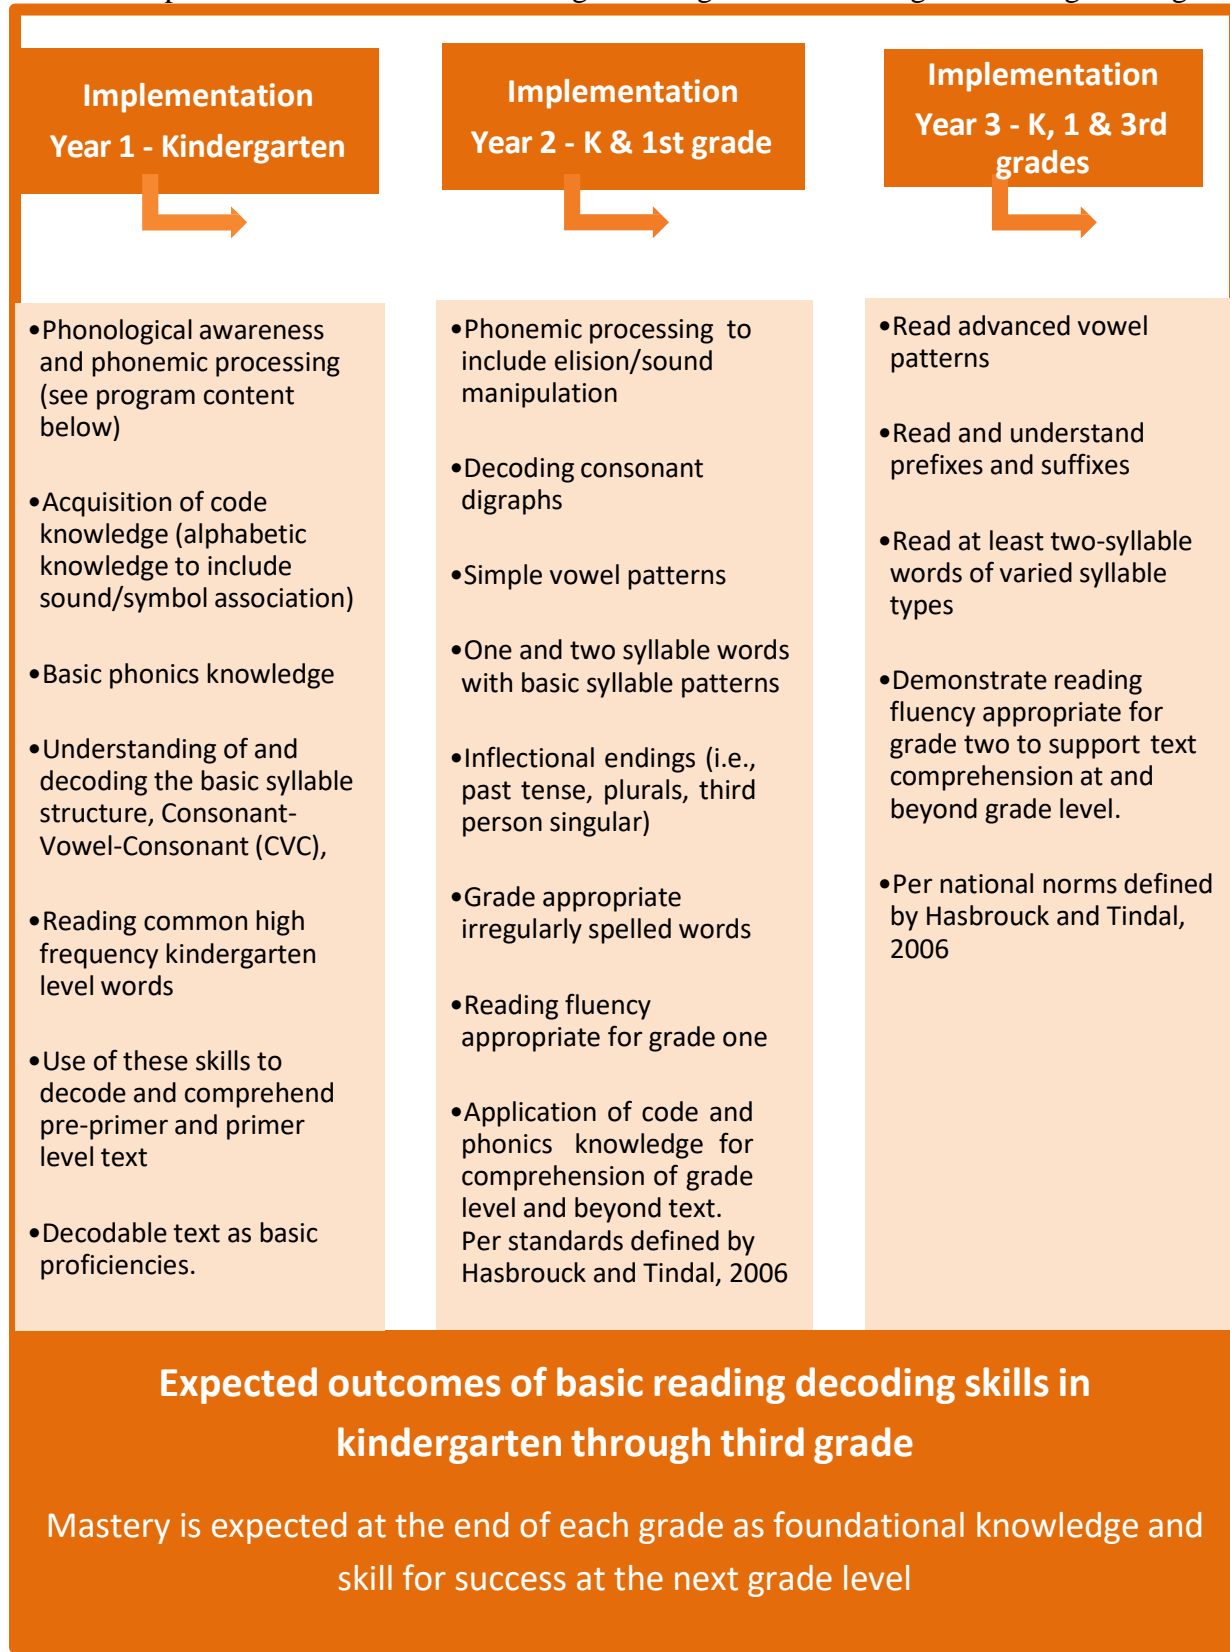 Implementation
Year 1 - Kindergarten
•Phonological awareness
and phonemic processing
(see program content
below)
•Acquisition of code
knowledge (alphabetic
knowledge to include
sound/symbol association)
•Basic phonics knowledge
•Understanding of and
decoding the basic syllable
structure, Consonant-
Vowel-Consonant (CVC),
•Reading common high
frequency kindergarten
level words
•Use of these skills to
decode and comprehend
pre-primer and primer
level text
•Decodable text as basic
proficiencies.
Implementation
Year 2 - K & 1st grade
•Phonemic processing to
include elision/sound
manipulation
•Decoding consonant
digraphs
•Simple vowel patterns
•One and two syllable words
with basic syllable patterns
•Inflectional endings (i.e.,
past tense, plurals, third
person singular)
•Grade appropriate
irregularly spelled words
•Reading fluency
appropriate for grade one
•Application of code and
phonics knowledge for
comprehension of grade
level and beyond text.
Per standards defined by
Hasbrouck and Tindal, 2006
Implementation
Year 3 - K, 1 & 3rd
grades
•Read advanced vowel
patterns
•Read and understand
prefixes and suffixes
•Read at least two-syllable
words of varied syllable
types
•Demonstrate reading
fluency appropriate for
grade two to support text
comprehension at and
beyond grade level.
•Per national norms defined
by Hasbrouck and Tindal,
2006
Expected outcomes of basic reading decoding skills in
kindergarten through third grade
Mastery is expected at the end of each grade as foundational knowledge and
skill for success at the next grade level